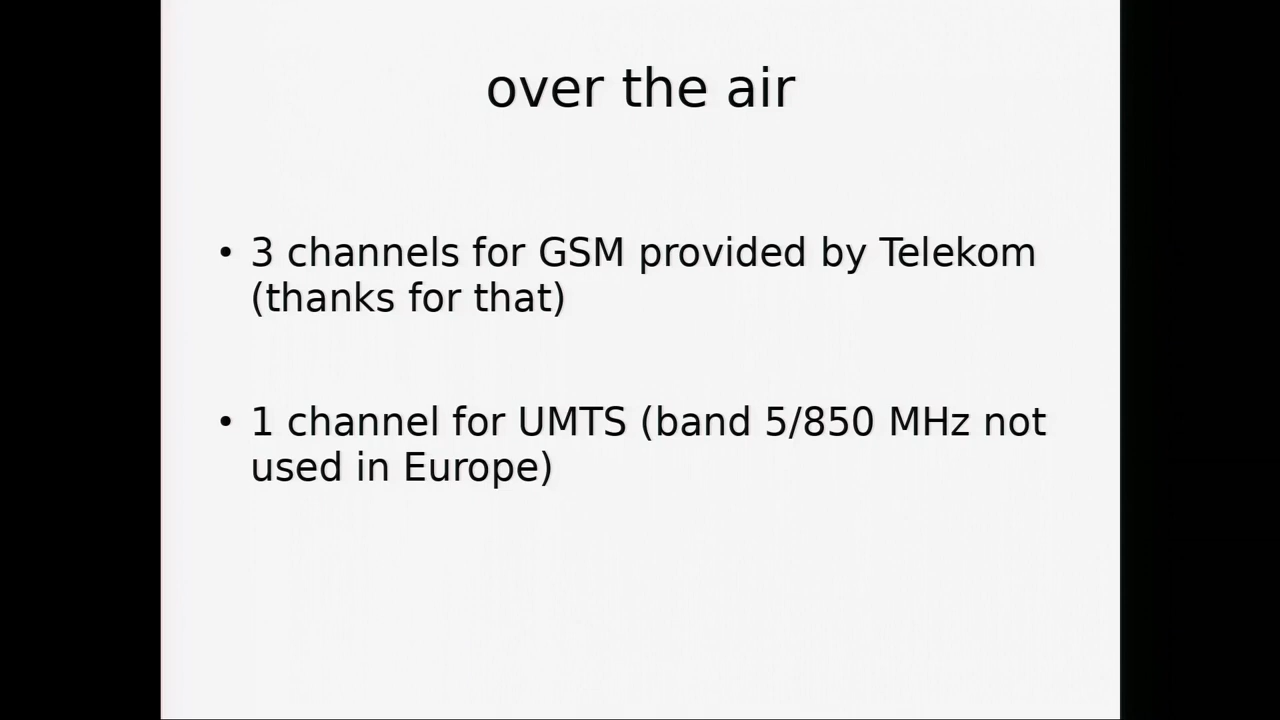 over the air
• 3 channels for GSM provided by Telekom
(thanks for that)
• 1 channel for UMTS (band 5/850 MHz not
used in Europe)